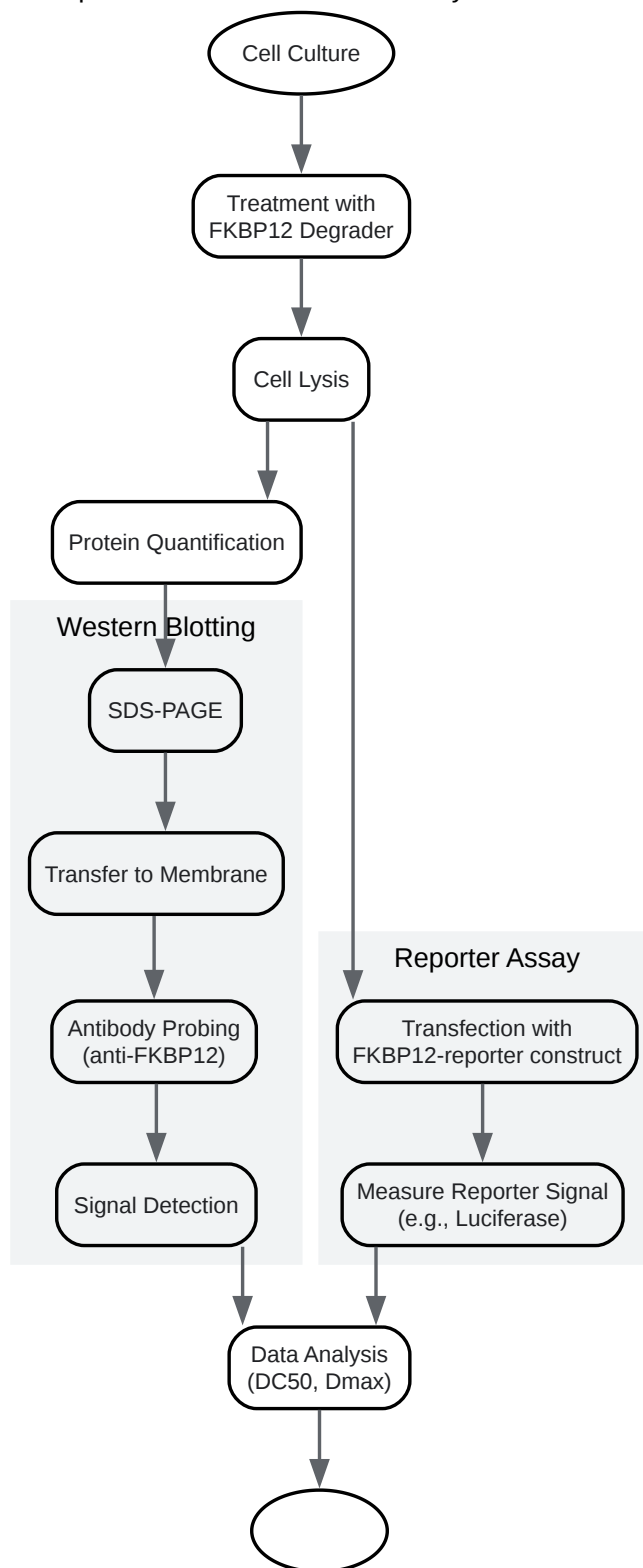 Cell Culture
Treatment with
FKBP12 Degrader
Cell Lysis
Protein Quantification
Western Blotting
SDS-PAGE
Transfer to Membrane
Reporter Assay
Antibody Probing
(anti-FKBP12)
Transfection with
FKBP12-reporter construct
Signal Detection
Measure Reporter Signal
(e.g., Luciferase)
Data Analysis
(DC50, Dmax)